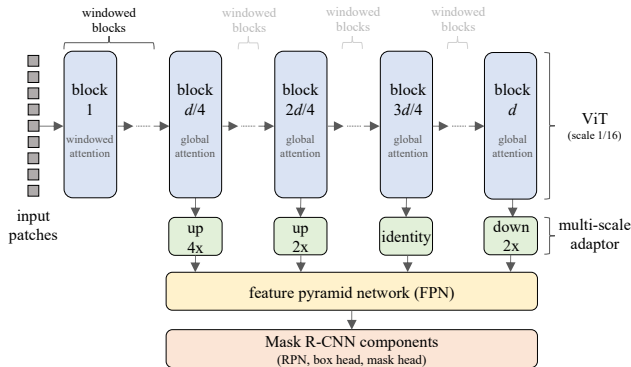 windowed
blocks
windowed
blocks
windowed
blocks
windowed
blocks
block
1
windowed
attention
block
d/4
global
attention
block
2d/4
global
attention
block
3d/4
global
attention
block
d
global
attention
ViT
(scale 1/16)
input
patches
up
4x
up
2x
identity
down
2x
multi-scale
adaptor
feature pyramid network (FPN)
Mask R-CNN components
(RPN, box head, mask head)